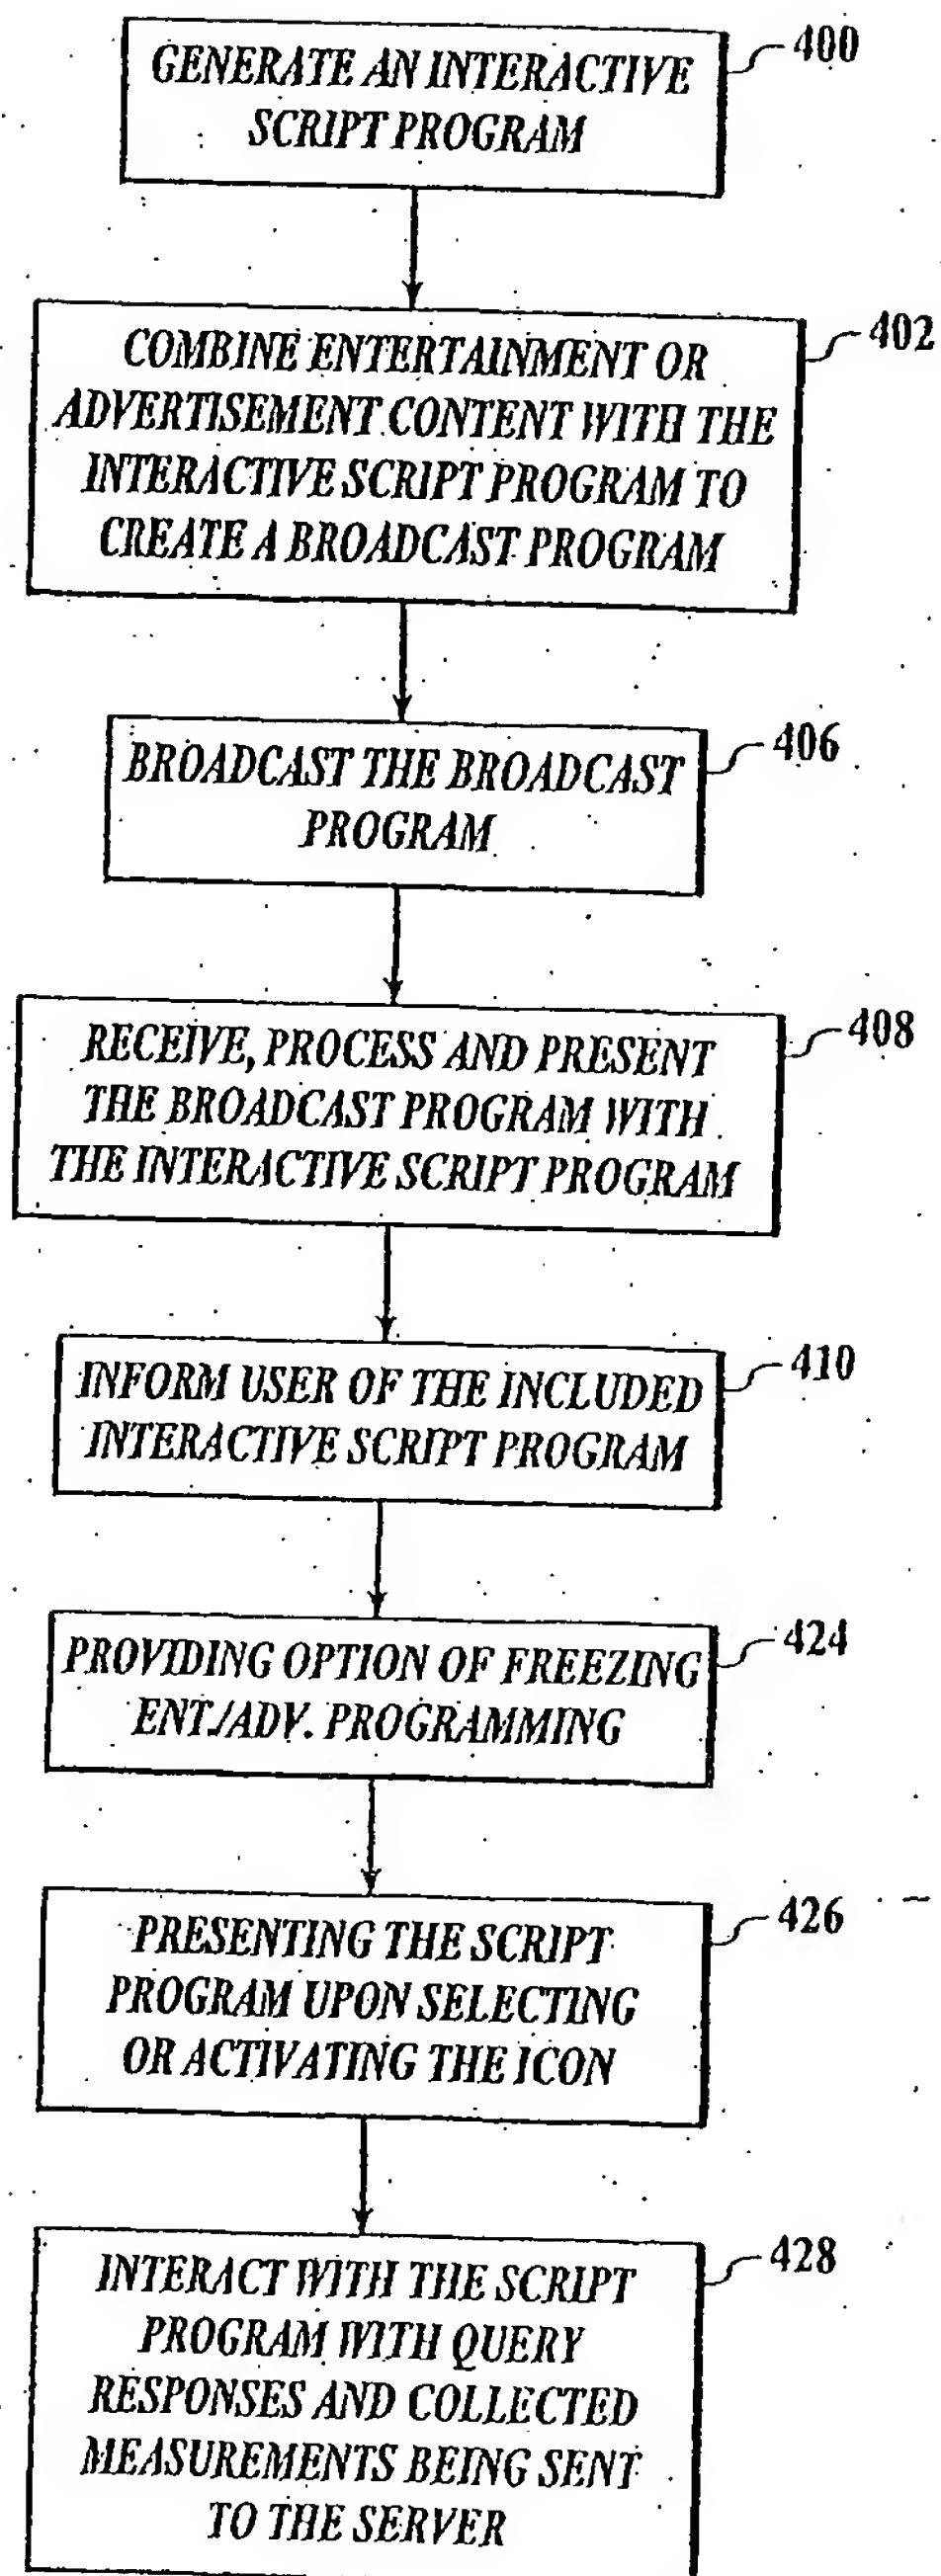 GENERATE AN INTERACTIVE
SCRIPT PROGRAM
400
COMBINE ENTERTAINMENT OR
ADVERTISEMENT CONTENT WITH THE
INTERACTIVE SCRIPT PROGRAM TO
CREATE A BROADCAST PROGRAM
402
BROADCAST THE BROADCAST
PROGRAM
406
RECEIVE, PROCESS AND PRESENT
THE BROADCAST PROGRAM WITH
THE INTERACTIVE SCRIPT PROGRAM
408
INFORM USER OF THE INCLUDED
INTERACTIVE SCRIPT PROGRAM
410
PROVIDING OPTION OF FREEZING
ENT./ADV. PROGRAMMING
424
PRESENTING THE SCRIPT
PROGRAM UPON SELECTING
OR ACTIVATING THE ICON
426
INTERACT WITH THE SCRIPT
PROGRAM WITH QUERY
RESPONSES AND COLLECTED
MEASUREMENTS BEING SENT
TO THE SERVER
428